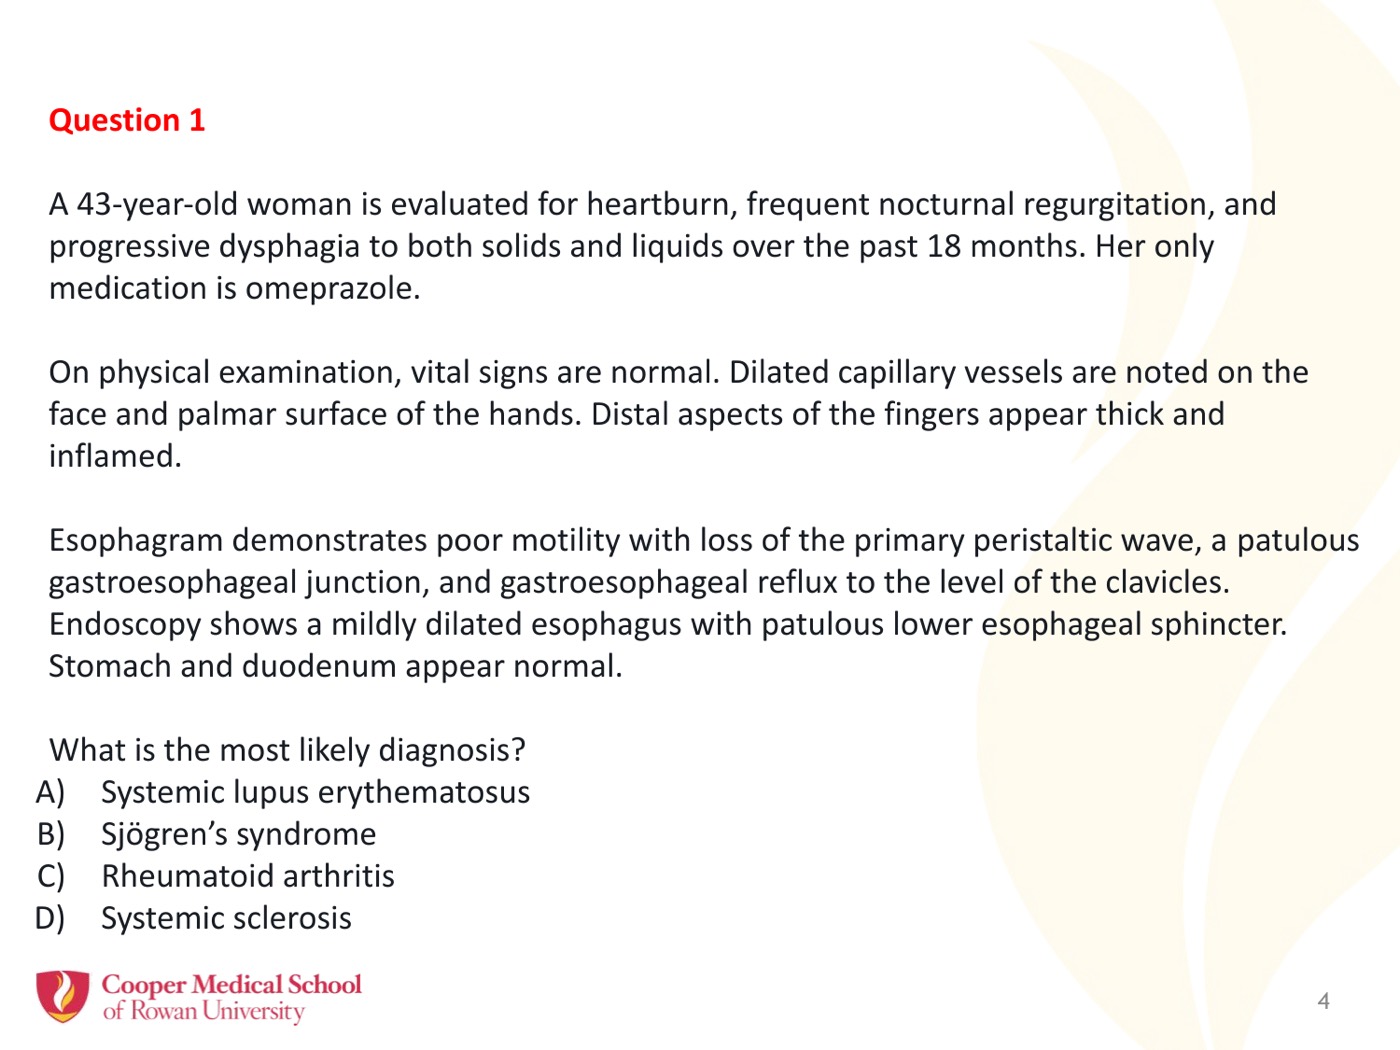 Question 1
A 43-year-old woman is evaluated for heartburn, frequent nocturnal regurgitation, and
progressive dysphagia to both solids and liquids over the past 18 months. Her only
medication is omeprazole.
On physical examination, vital signs are normal. Dilated capillary vessels are noted on the
face and palmar surface of the hands. Distal aspects of the fingers appear thick and
inflamed.
Esophagram demonstrates poor motility with loss of the primary peristaltic wave, a patulous
gastroesophageal junction, and gastroesophageal reflux to the level of the clavicles.
Endoscopy shows a mildly dilated esophagus with patulous lower esophageal sphincter.
Stomach and duodenum appear normal.
What is the most likely diagnosis?
A) Systemic lupus erythematosus
B) Sjögren’s syndrome
C) Rheumatoid arthritis
D) Systemic sclerosis
Cooper Medical School
of Rowan University
4